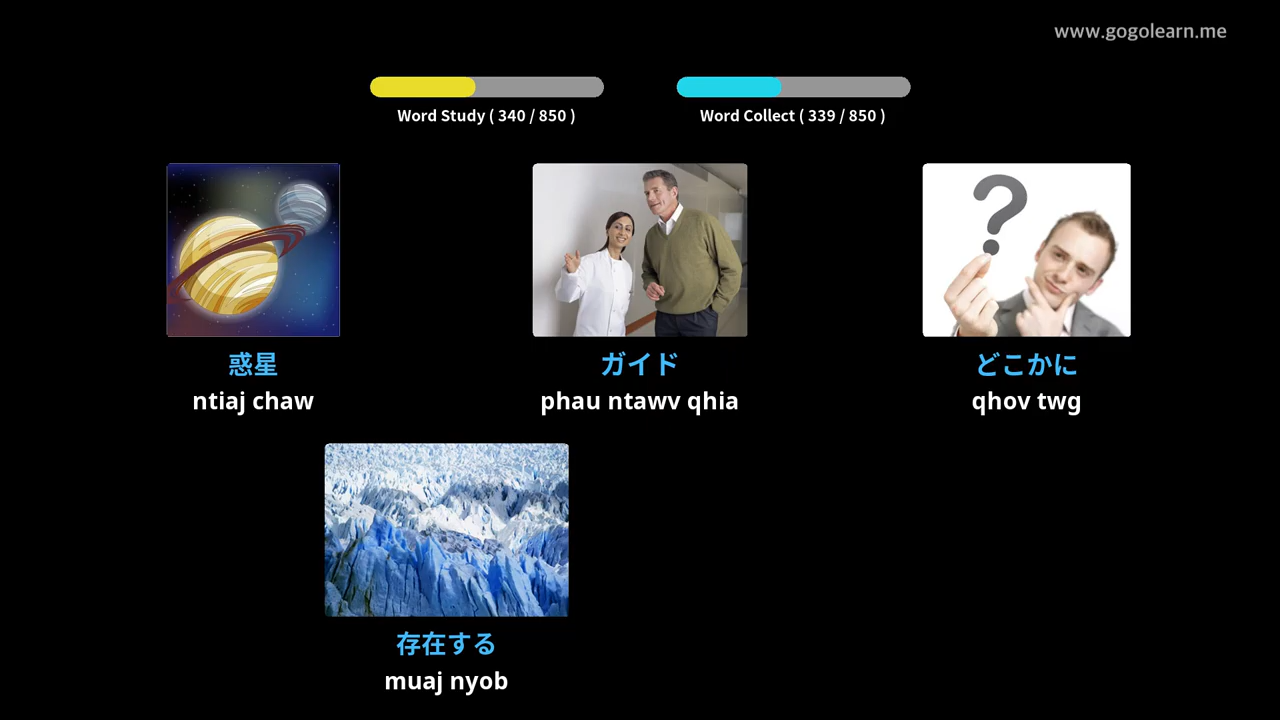 www.gogolearn.me
Word Study ( 340 / 850 )
Word Collect ( 339 / 850 )
惑星
ntiaj chaw
ガイド
phau ntawv qhia
どこかに
qhov twg
存在する
muaj nyob